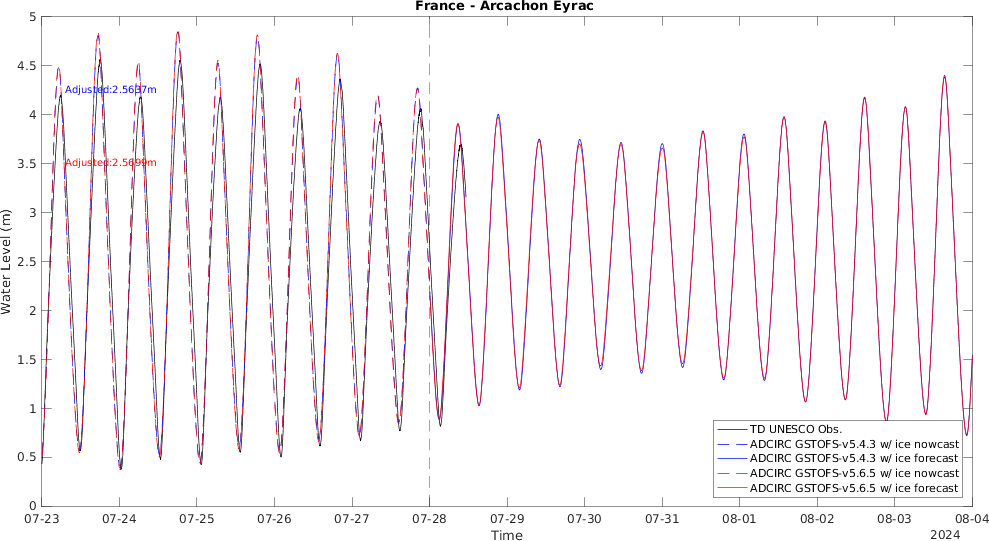 France - Arcachon Eyrac
5
4.5
4
3.5
3
2.5
2
1.5
1
0.5
0
Water Level (m)
Adjusted:2.5637m
Adjusted:2.5699m
TD UNESCO Obs.
ADCIRC GSTOFS-v5.4.3 w/ ice nowcast
ADCIRC GSTOFS-v5.4.3 w/ ice forecast
ADCIRC GSTOFS-v5.6.5 w/ ice nowcast
ADCIRC GSTOFS-v5.6.5 w/ ice forecast
07-23 07-24 07-25 07-26 07-27 07-28 07-29 07-30 07-31 08-01 08-02 08-03 08-04
Time
2024